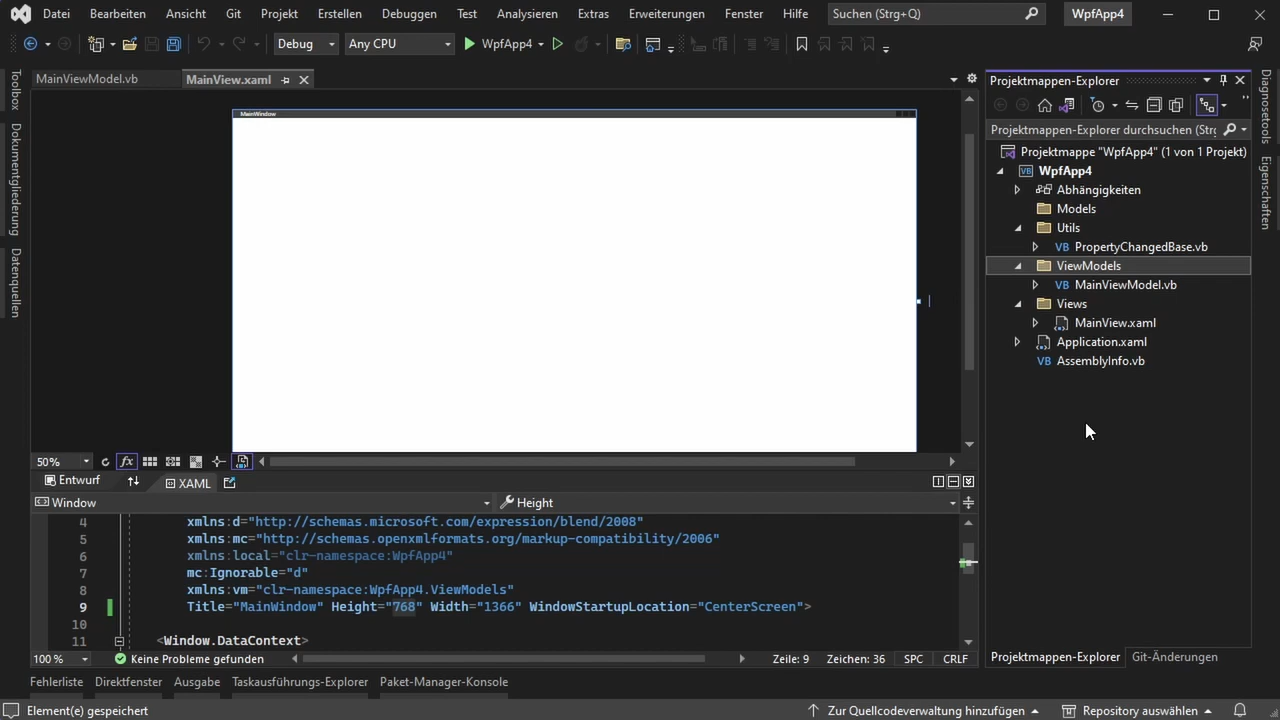 Datei Bearbeiten Ansicht Git Projekt Erstellen Debuggen Test Analysieren Extras Erweiterungen Fenster Hilfe Suchen (Strg+Q) WpfApp4
Debug Any CPU WpfApp4
MainViewModel.vb MainView.xaml
Toolbox
Dokumentgliederung
Datenquellen
MainWindow
Projektmappen-Explorer
Projektmappen-Explorer durchsuchen (Strg
Projektmappe "WpfApp4" (1 von 1 Projekt)
WpfApp4
Abhängigkeiten
Models
Utils
VB PropertyChangedBase.vb
ViewModels
VB MainViewModel.vb
Views
MainView.xaml
Application.xaml
VB AssemblyInfo.vb
Diagnosetools
Eigenschaften
50% fx
Entwurf XAML
Window Height
4 xmlns:d="http://schemas.microsoft.com/expression/blend/2008"
5 xmlns:mc="http://schemas.openxmlformats.org/markup-compatibility/2006"
6 xmlns:local="clr-namespace:WpfApp4"
7 mc:Ignorable="d"
8 xmlns:vm="clr-namespace:WpfApp4.ViewModels"
9 Title="MainWindow" Height="768" Width="1366" WindowStartupLocation="CenterScreen">
10
11 <Window.DataContext>
100 % Keine Probleme gefunden Zeile: 9 Zeichen: 36 SPC CRLF
Projektmappen-Explorer Git-Änderungen
Fehlerliste Direktfenster Ausgabe Taskausführungs-Explorer Paket-Manager-Konsole
Element(e) gespeichert Zur Quellcodeverwaltung hinzufügen Repository auswählen